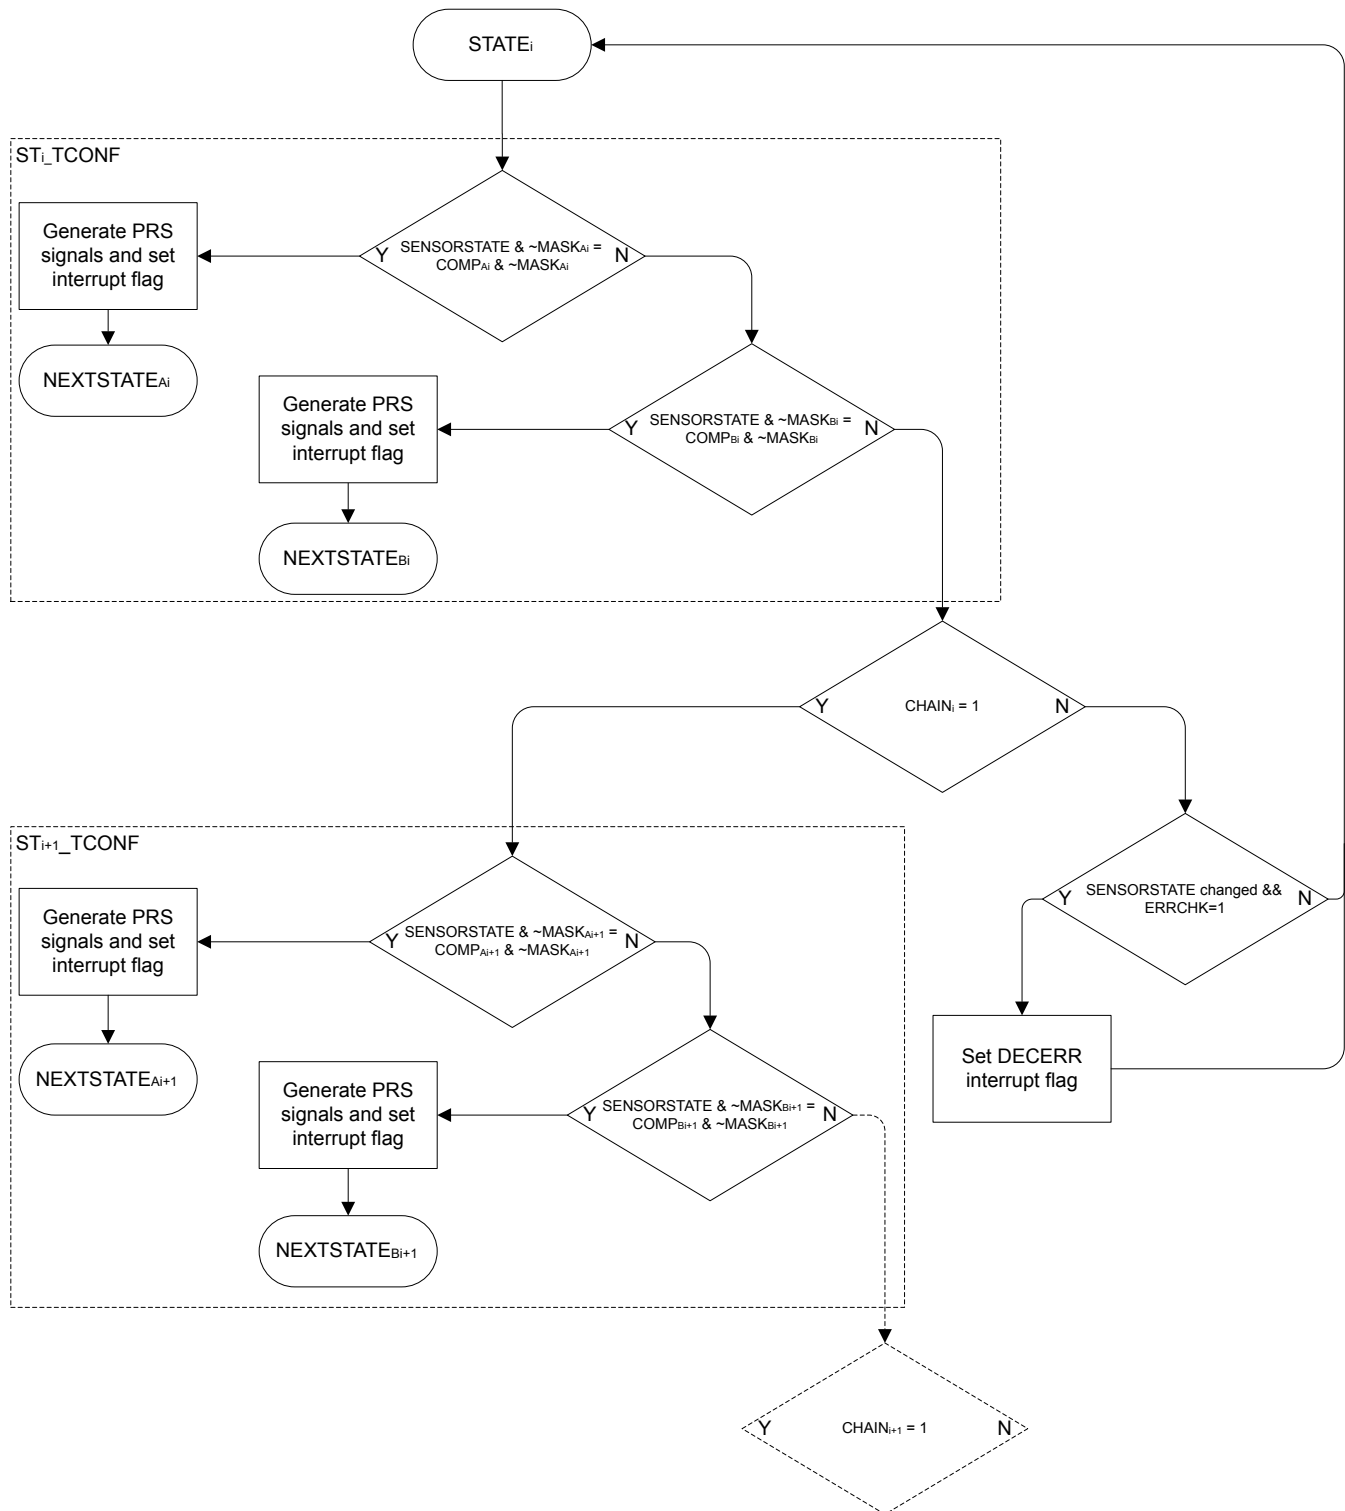 STATEi
STi_TCONF
Generate PRS
signals and set
interrupt flag
Y
SENSORSTATE & ~MASKAi =
COMPAi & ~MASKAi
N
NEXTSTATEAi
Generate PRS
signals and set
interrupt flag
Y
SENSORSTATE & ~MASKBi =
COMPBi & ~MASKBi
N
NEXTSTATEBi
Y
CHAINi = 1
N
STi+1_TCONF
Generate PRS
signals and set
interrupt flag
Y
SENSORSTATE & ~MASKAi+1 =
COMPAi+1 & ~MASKAi+1
N
Y
SENSORSTATE changed &&
ERRCHK=1
N
NEXTSTATEAi+1
Set DECERR
interrupt flag
Generate PRS
signals and set
interrupt flag
Y
SENSORSTATE & ~MASKBi+1 =
COMPBi+1 & ~MASKBi+1
N
NEXTSTATEBi+1
Y
CHAINi+1 = 1
N